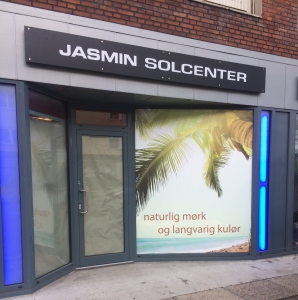 JASMIN SOLCENTER
naturlig mørk
og langvarig kulør